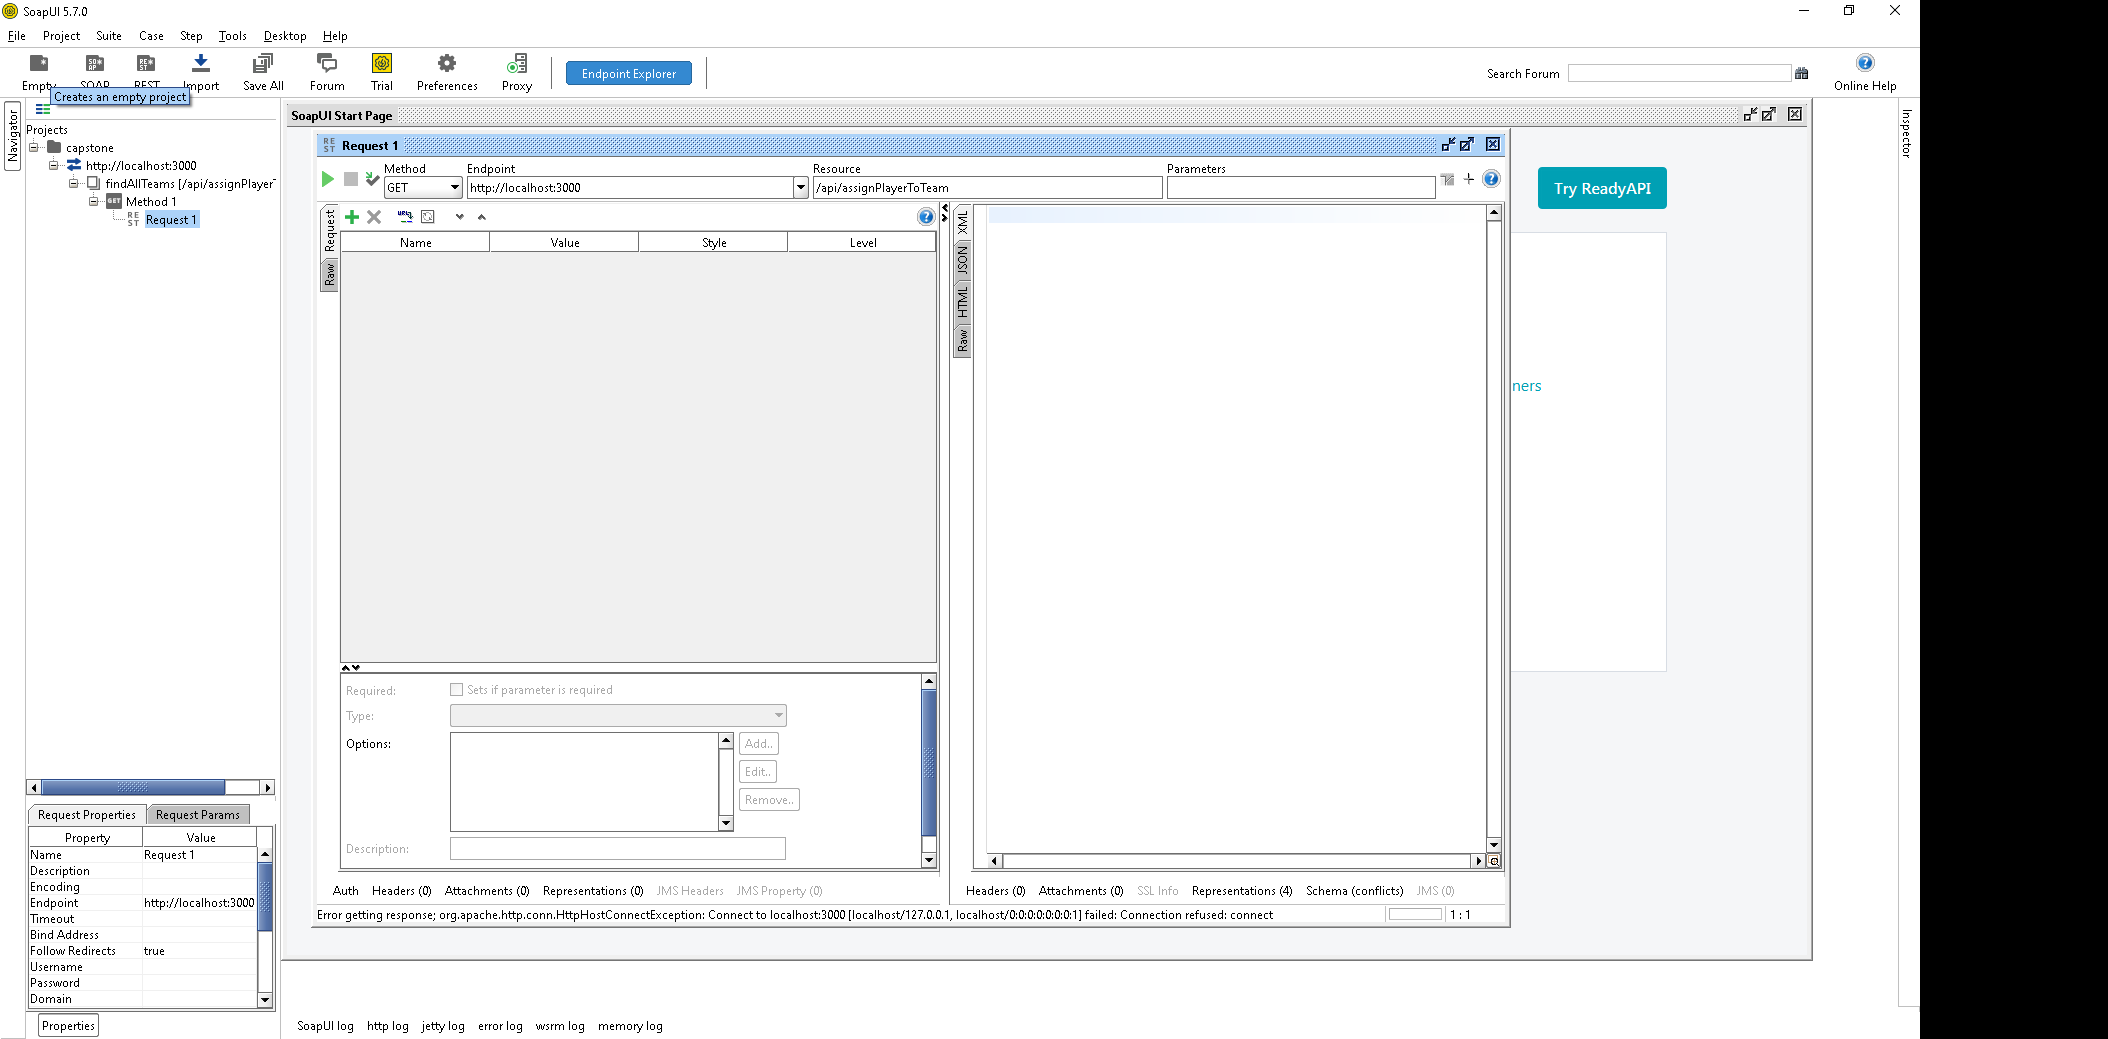 SoapUI 5.7.0
File Project Suite Case Step Tools Desktop Help
Empty SOAP REST Import Save All Forum Trial Preferences Proxy Endpoint Explorer Search Forum Online Help
Creates an empty project
Navigator
Projects
capstone
http://localhost:3000
findAllTeams [/api/assignPlayerT
Method 1
Request 1
SoapUI Start Page
Request 1
Method Endpoint Resource Parameters
GET http://localhost:3000 /api/assignPlayerToTeam
Request
Raw
Name Value Style Level
XML
JSON
HTML
Raw
Try ReadyAPI
ners
Inspector
Required: Sets if parameter is required
Type:
Options:
Add..
Edit..
Remove..
Description:
Auth Headers (0) Attachments (0) Representations (0) JMS Headers JMS Property (0)
Headers (0) Attachments (0) SSL Info Representations (4) Schema (conflicts) JMS (0)
Error getting response; org.apache.http.conn.HttpHostConnectException: Connect to localhost:3000 [localhost/127.0.0.1, localhost/0:0:0:0:0:0:0:1] failed: Connection refused: connect
1 : 1
Request Properties Request Params
Property Value
Name Request 1
Description
Encoding
Endpoint http://localhost:3000
Timeout
Bind Address
Follow Redirects true
Username
Password
Domain
Properties
SoapUI log http log jetty log error log wsrm log memory log